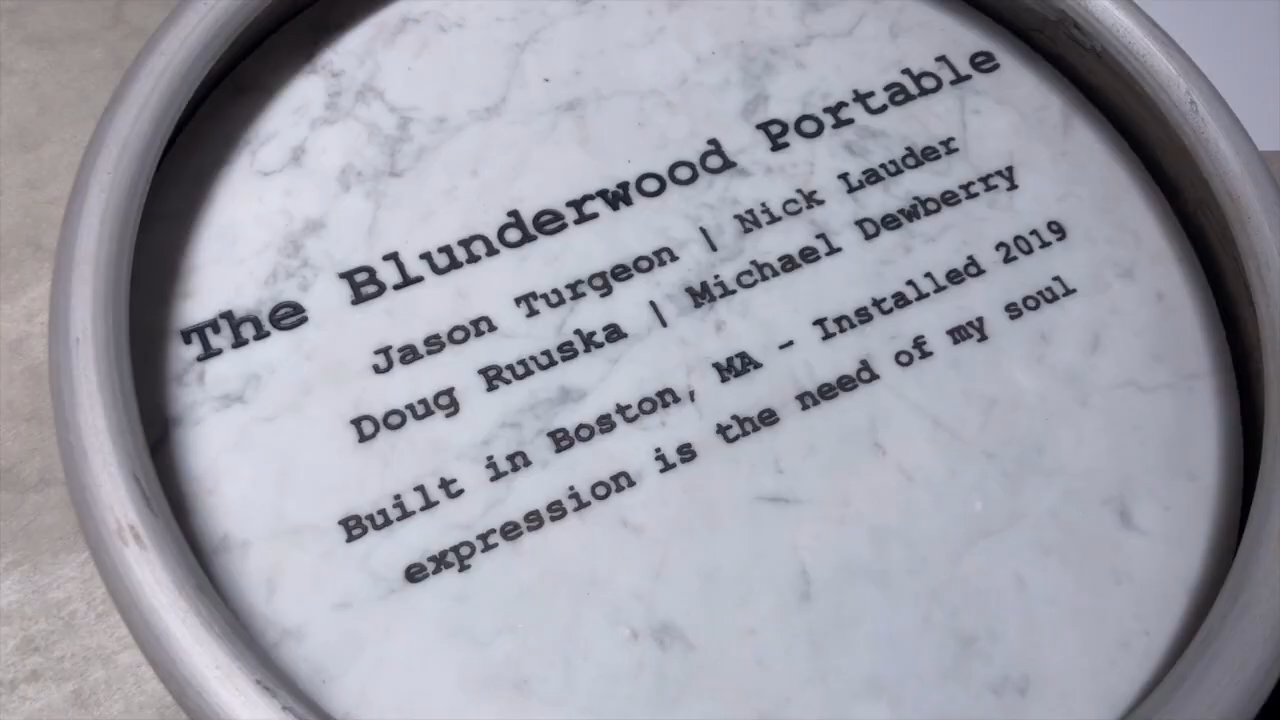 The Blunderwood Portable
Jason Turgeon | Nick Lauder
Doug Ruuska | Michael Dewberry
Built in Boston, MA - Installed 2019
expression is the need of my soul